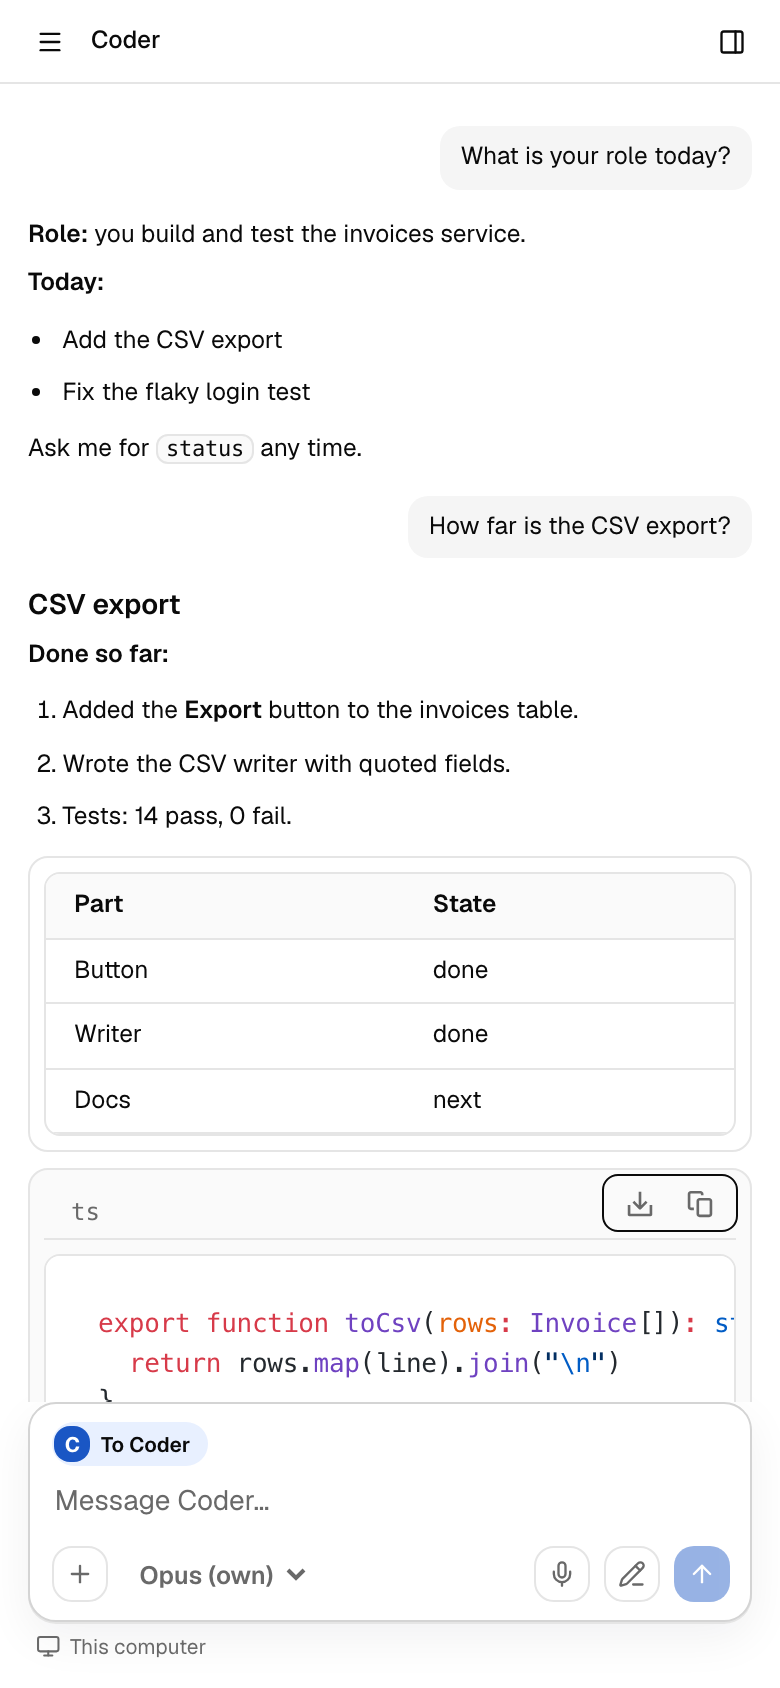 Coder
What is your role today?
Role: you build and test the invoices service.
Today:
• Add the CSV export
• Fix the flaky login test
Ask me for status any time.
How far is the CSV export?
CSV export
Done so far:
1. Added the Export button to the invoices table.
2. Wrote the CSV writer with quoted fields.
3. Tests: 14 pass, 0 fail.
Part State
Button done
Writer done
Docs next
ts
export function toCsv(rows: Invoice[]):
return rows.map(line).join("\n")
}
C To Coder
Message Coder...
Opus (own)
This computer